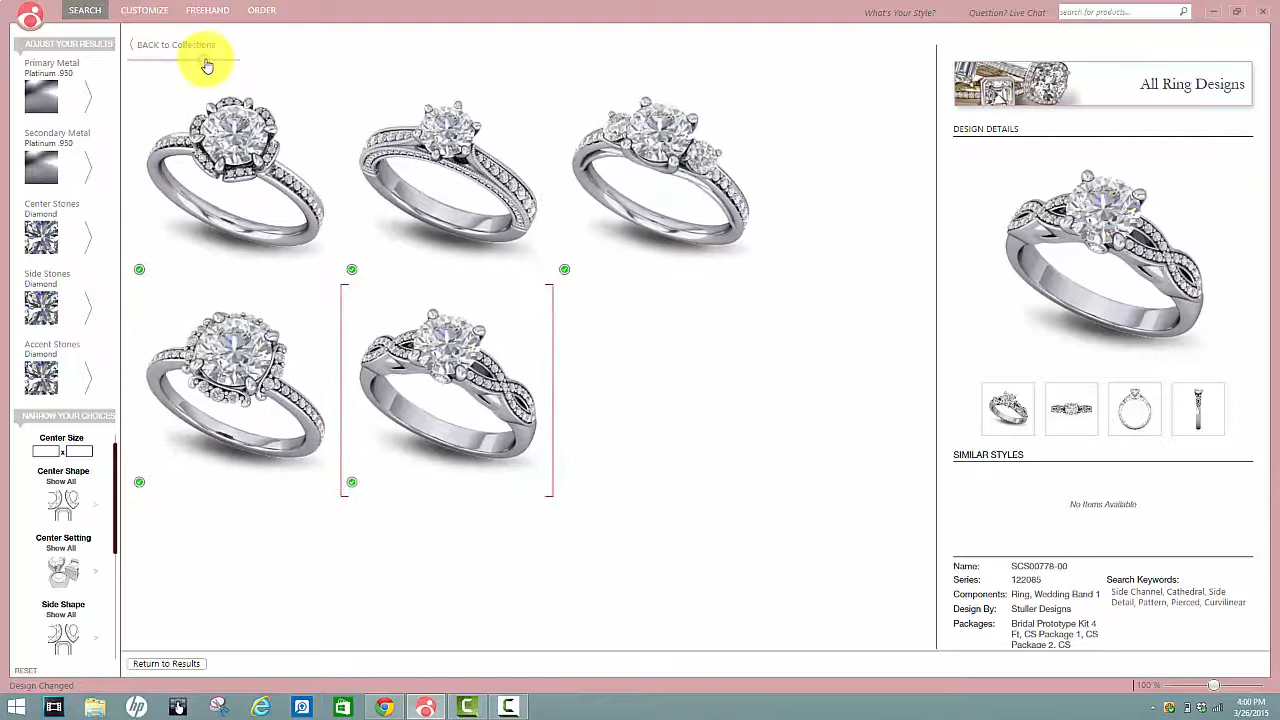 SEARCH CUSTOMIZE FREEHAND ORDER What's Your Style? Question? Live Chat search for products...
ADJUST YOUR RESULTS
Primary Metal
Platinum .950
Secondary Metal
Platinum .950
Center Stones
Diamond
Side Stones
Diamond
Accent Stones
Diamond
NARROW YOUR CHOICES
Center Size
x
Center Shape
Show All
Center Setting
Show All
Side Shape
Show All
RESET
BACK to Collections
Return to Results
All Ring Designs
DESIGN DETAILS
SIMILAR STYLES
No Items Available
Name: SCS00778-00
Series: 122085
Components: Ring, Wedding Band 1
Design By: Stuller Designs
Packages: Bridal Prototype Kit 4
Ft, CS Package 1, CS
Package 2, CS
Search Keywords:
Side Channel, Cathedral, Side
Detail, Pattern, Pierced, Curvilinear
Design Changed
100 %
4:00 PM
3/26/2015